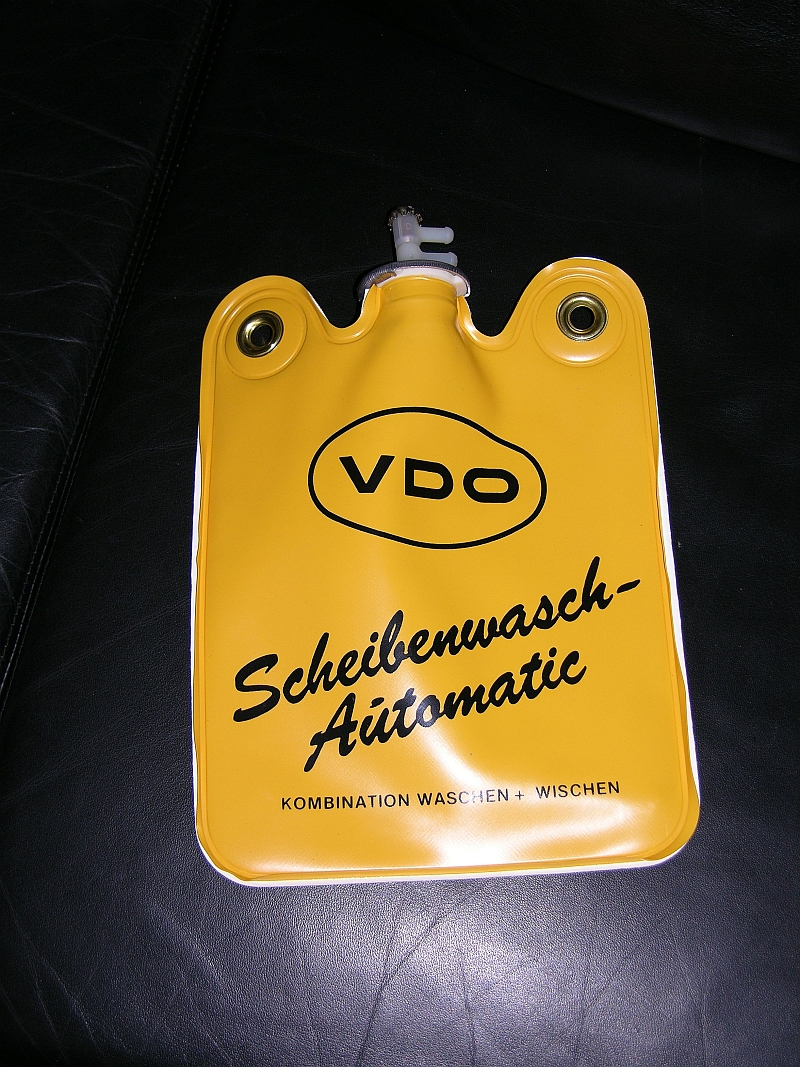 VDO
Scheibenwasch-
Automatic
KOMBINATION WASCHEN + WISCHEN